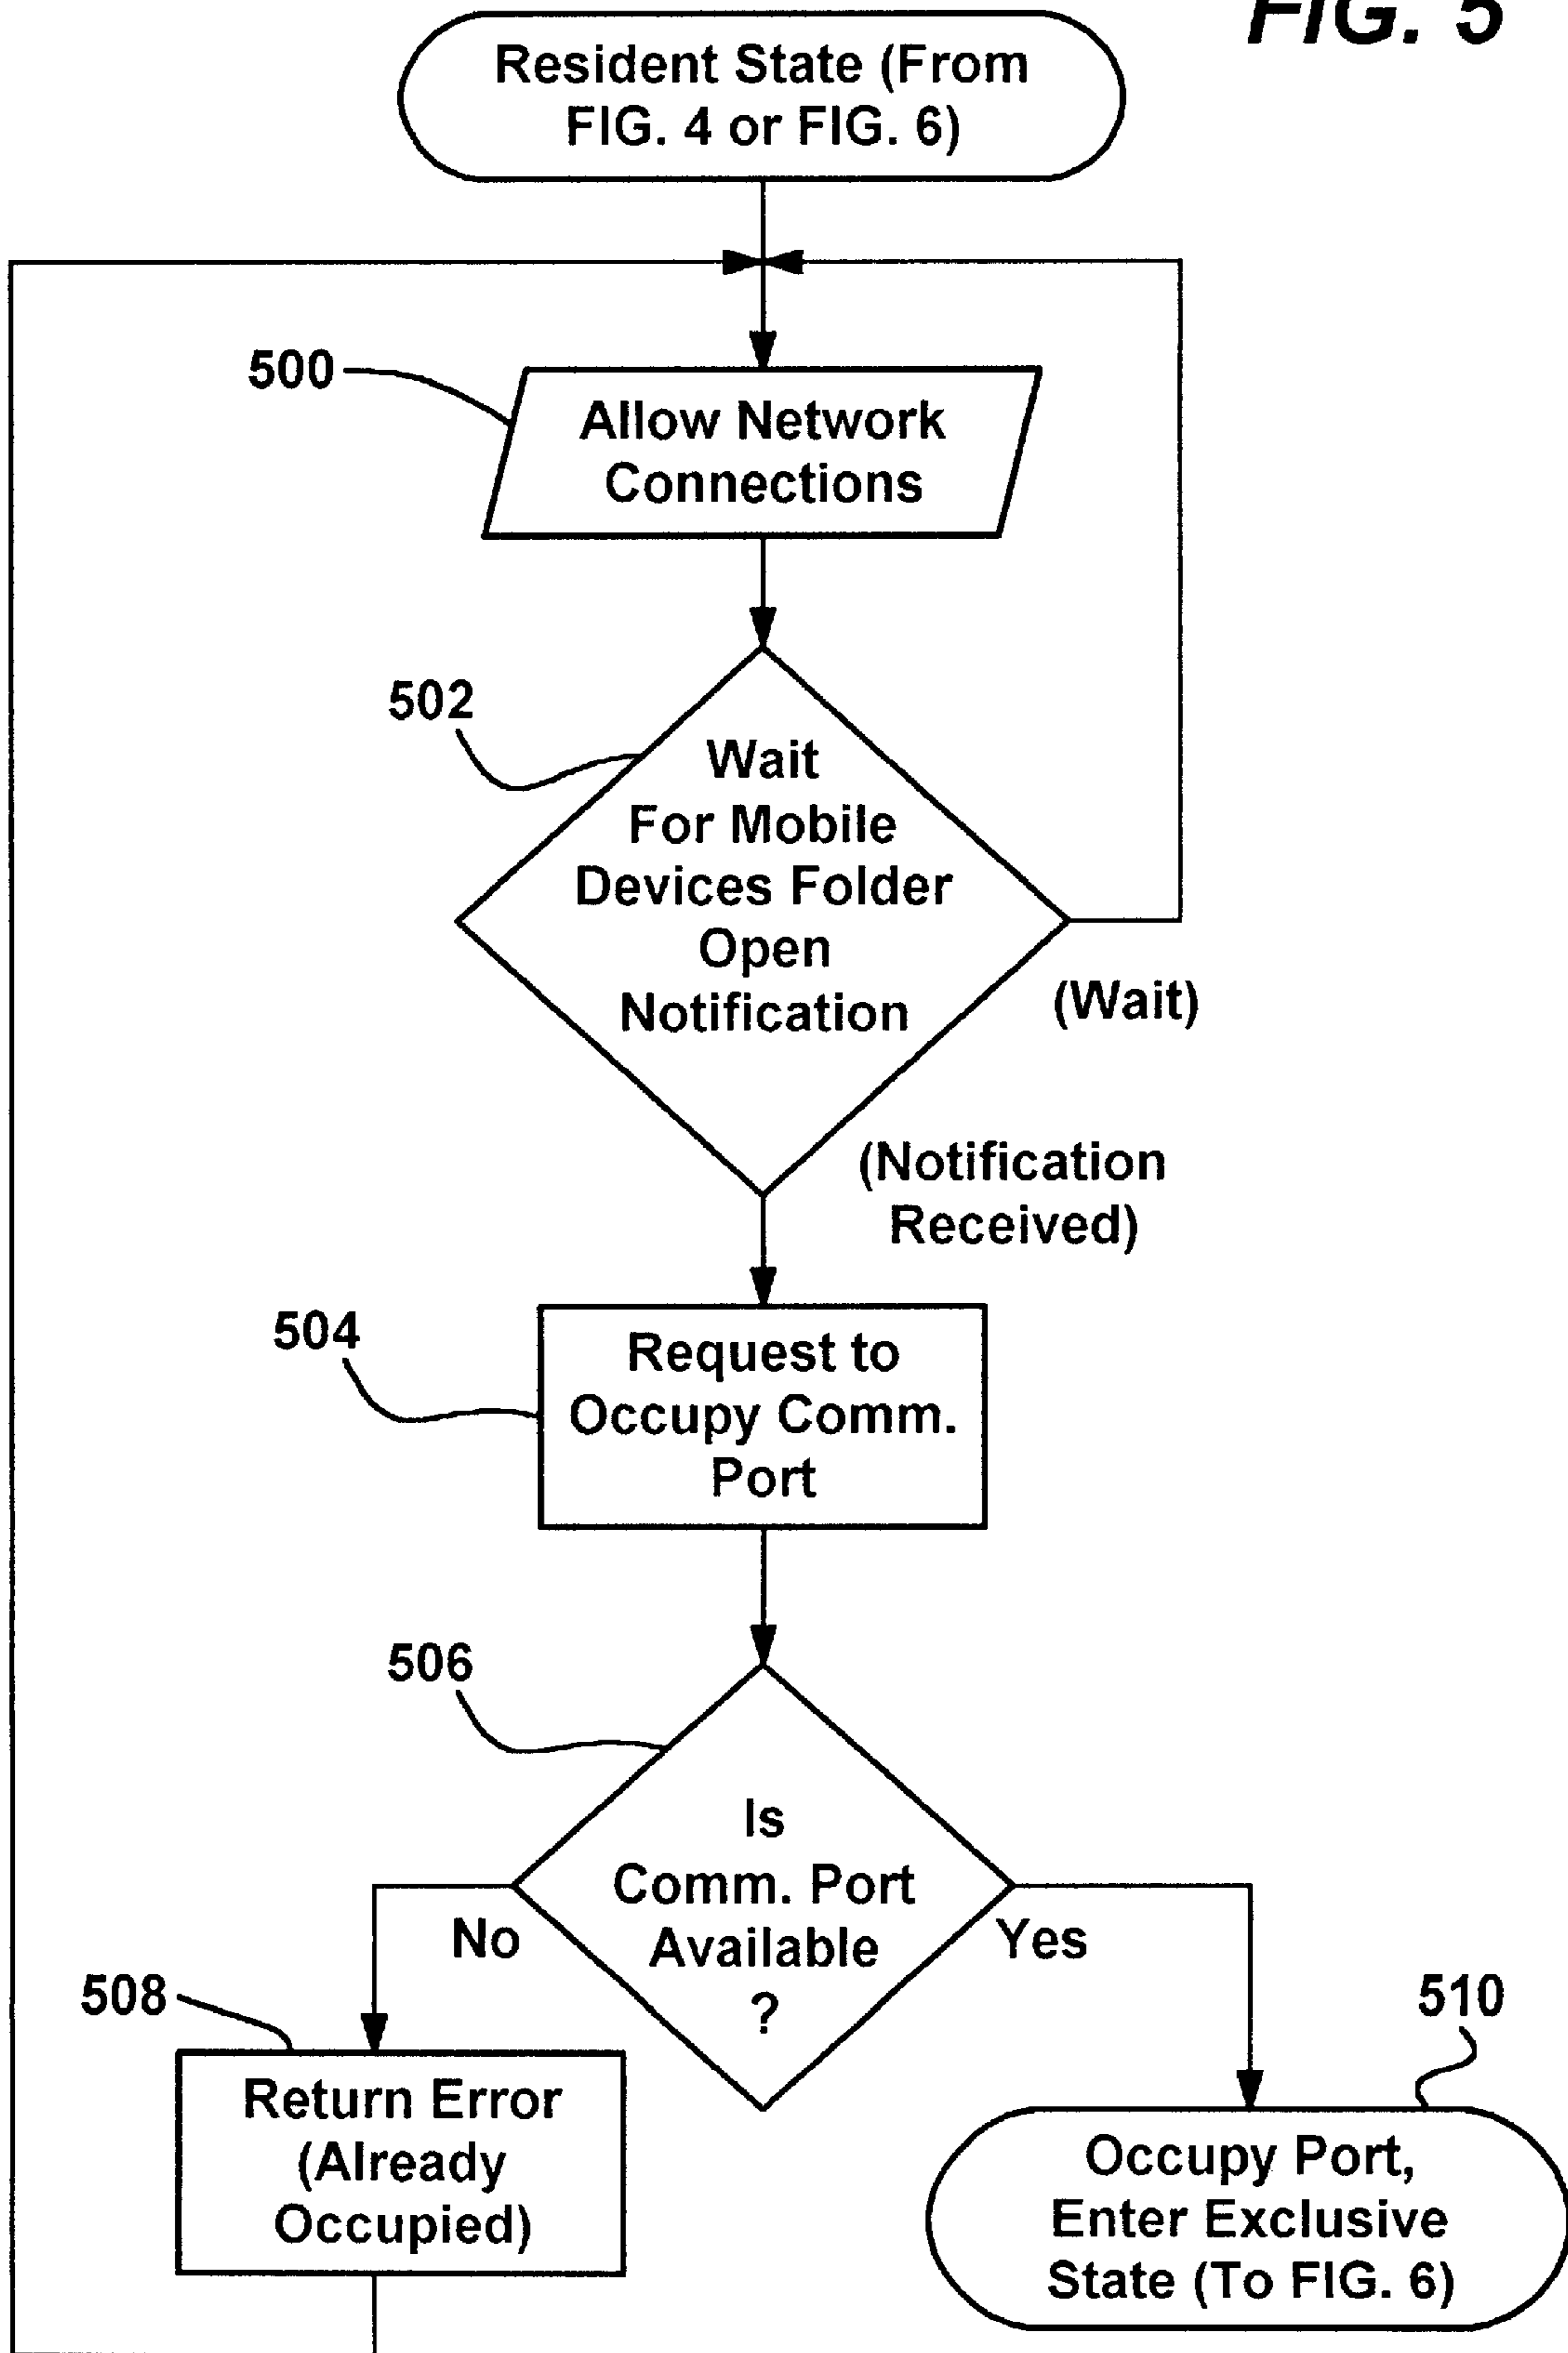 FIG. 5
Resident State (From
FIG. 4 or FIG. 6)
500
Allow Network
Connections
502
Wait
For Mobile
Devices Folder
Open
Notification
(Wait)
(Notification
Received)
504
Request to
Occupy Comm.
Port
506
Is
Comm. Port
Available
?
No
Yes
508
Return Error
(Already
Occupied)
510
Occupy Port,
Enter Exclusive
State (To FIG. 6)